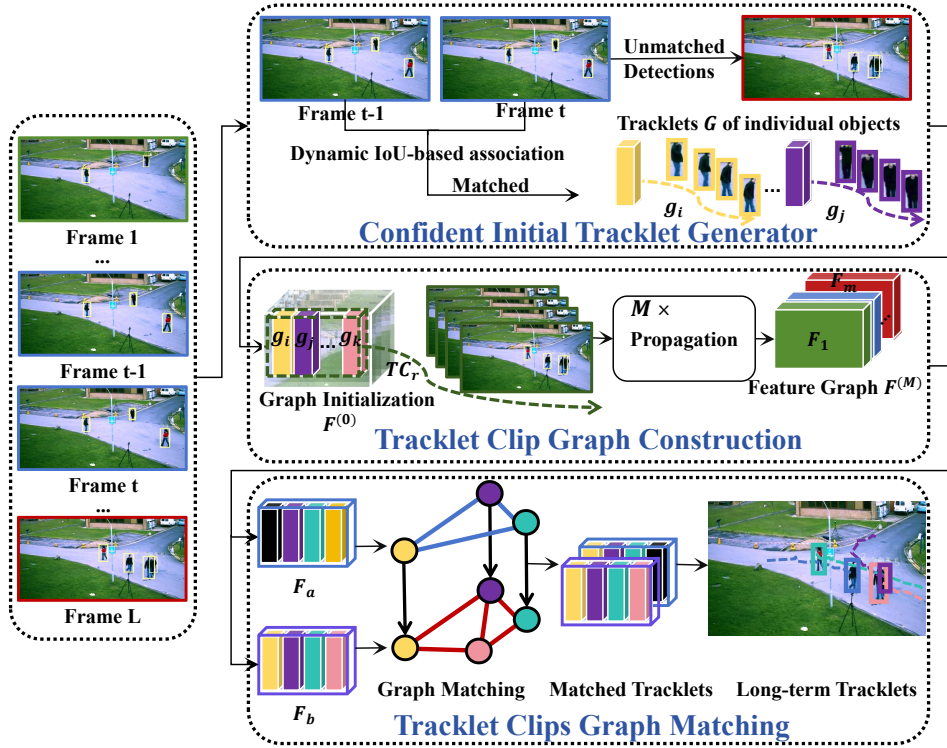 Frame 1
...
Frame t-1
Frame t
...
Frame L
Frame t-1
Frame t
Unmatched
Detections
Dynamic IoU-based association
Matched
Tracklets G of individual objects
g_i
...
g_j
Confident Initial Tracklet Generator
g_i g_j ... g_k
TC_r
Graph Initialization
F^(0)
M ×
Propagation
F_m
...
F_1
Feature Graph F^(M)
Tracklet Clip Graph Construction
F_a
F_b
Graph Matching
Matched Tracklets
Long-term Tracklets
Tracklet Clips Graph Matching